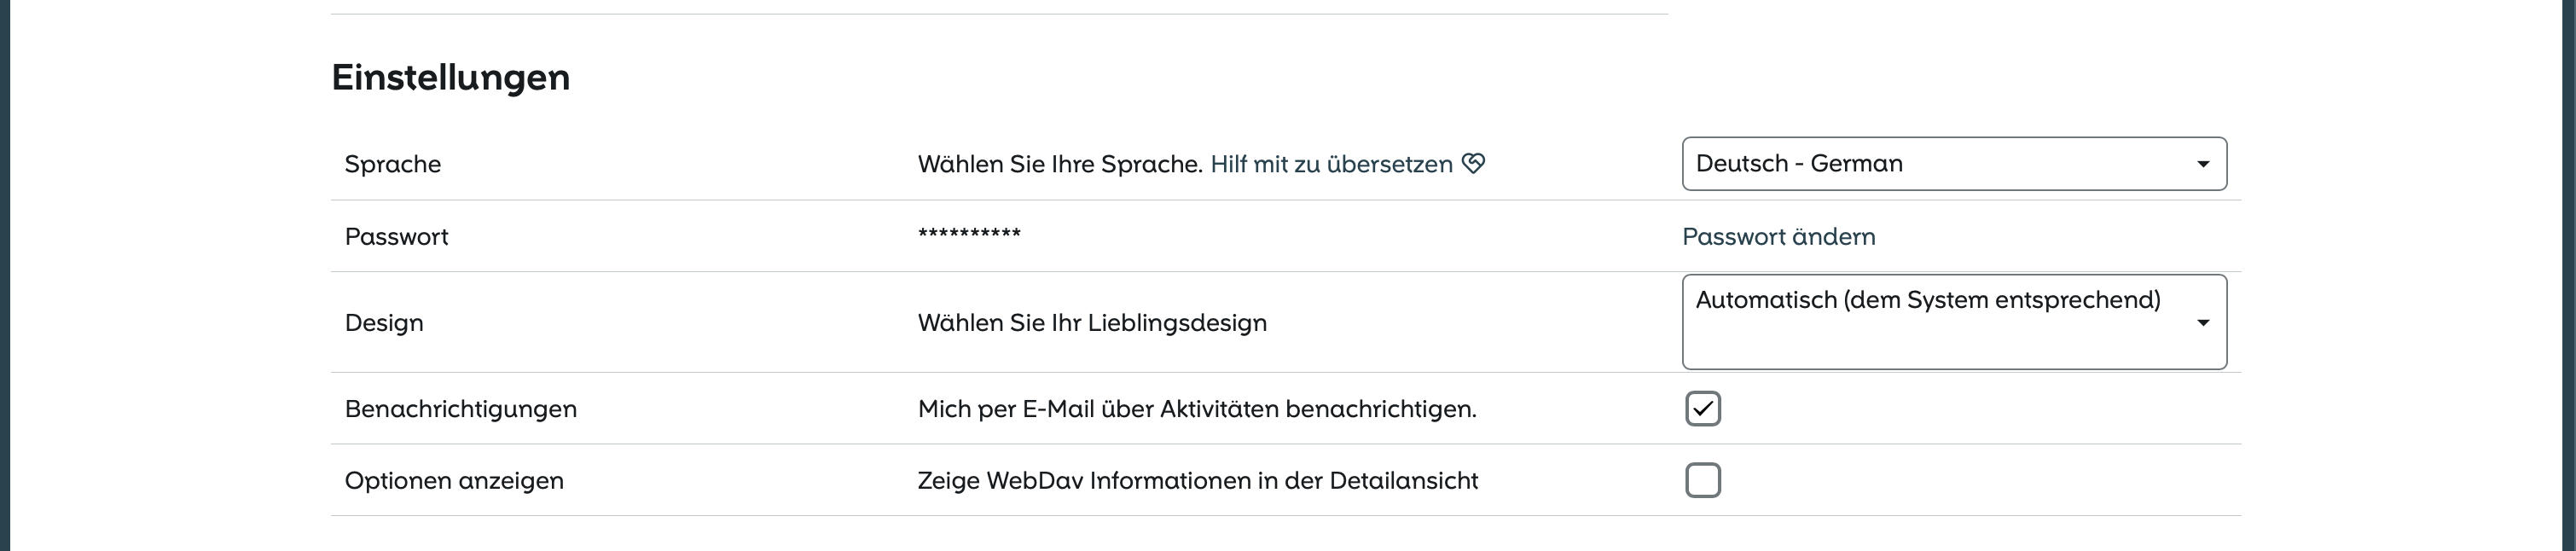 Einstellungen
Sprache
Wählen Sie Ihre Sprache. Hilf mit zu übersetzen
Deutsch - German
Passwort
**********
Passwort ändern
Design
Wählen Sie Ihr Lieblingsdesign
Automatisch (dem System entsprechend)
Benachrichtigungen
Mich per E-Mail über Aktivitäten benachrichtigen.
Optionen anzeigen
Zeige WebDav Informationen in der Detailansicht